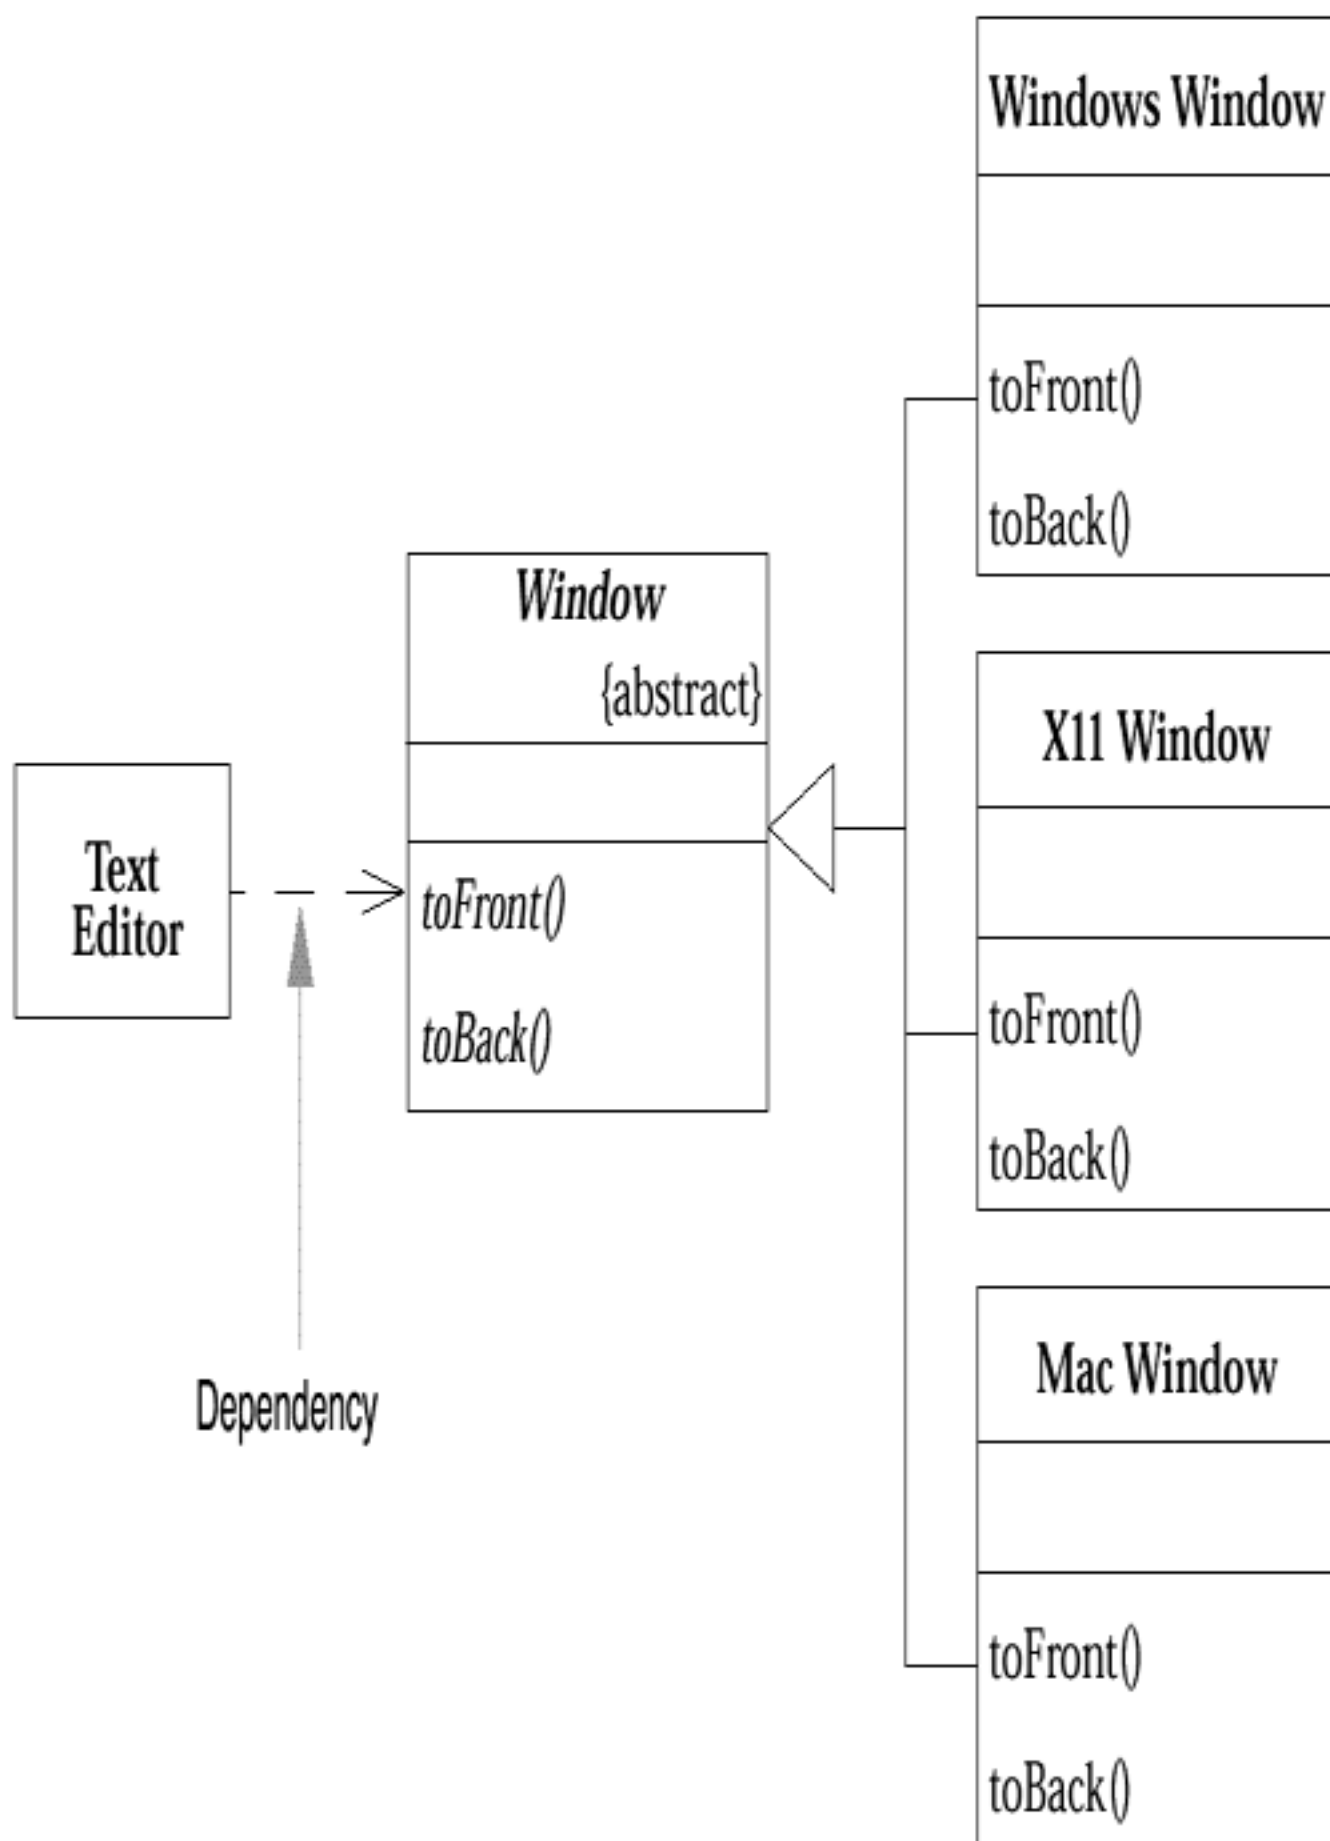 Windows Window
toFront()
toBack()
Window
{abstract}
toFront()
toBack()
Text
Editor
Dependency
X11 Window
toFront()
toBack()
Mac Window
toFront()
toBack()